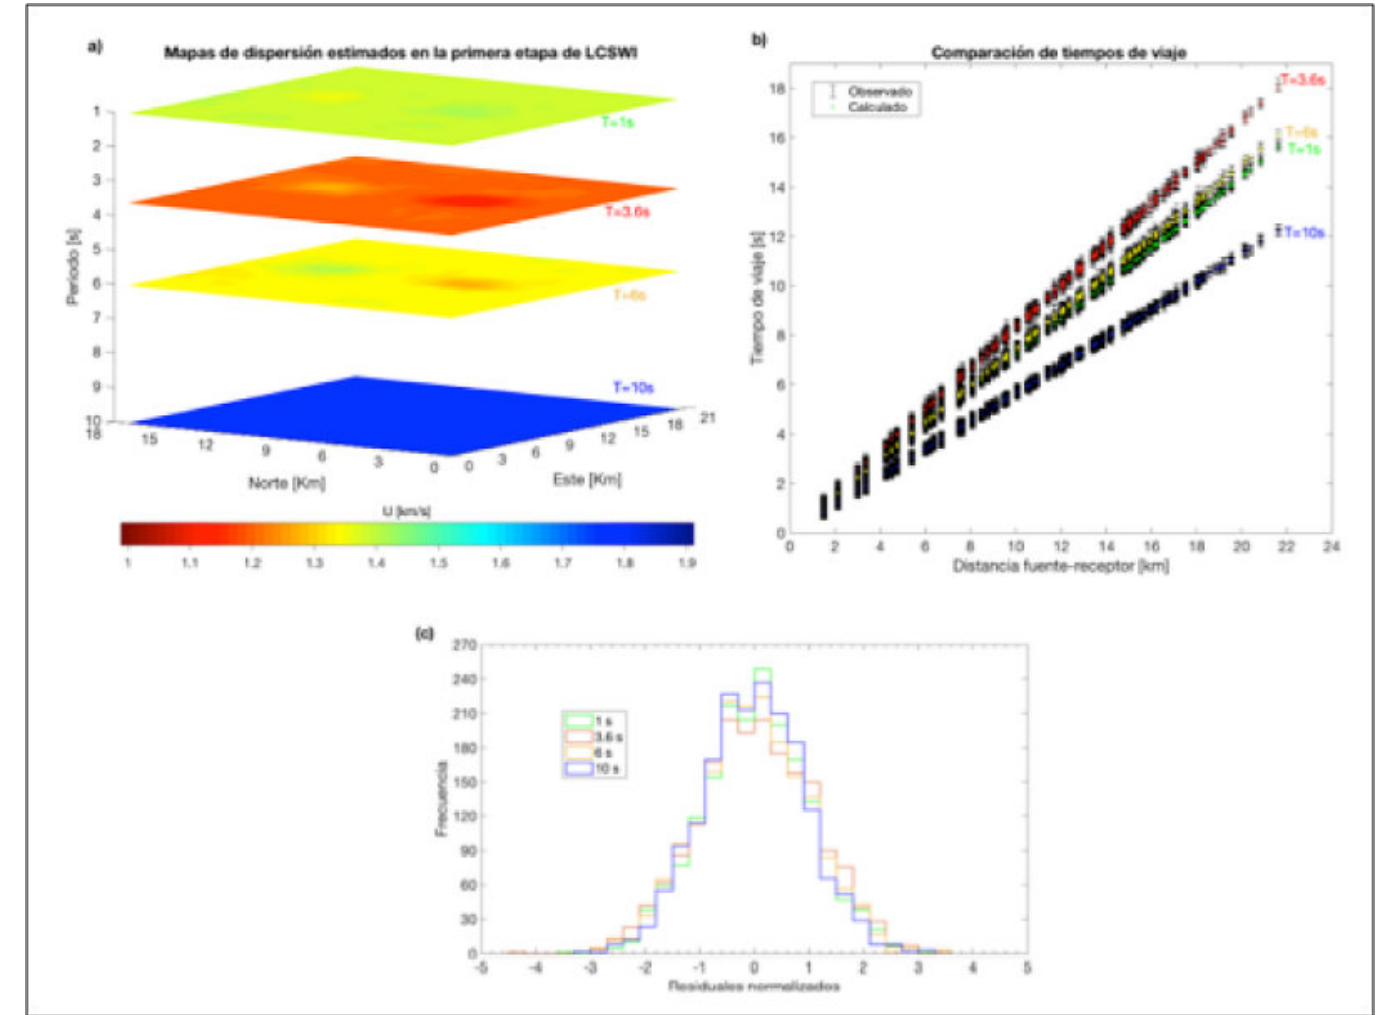 a)
Mapas de dispersión estimados en la primera etapa de LCSWI
1
2
3
4
5
6
7
8
9
10
Período [s]
T=1s
T=3.6s
T=6s
T=10s
18 15 12 9 6 3 0
Norte [Km]
0 3 6 9 12 15 18 21
Este [Km]
U [km/s]
1 1.1 1.2 1.3 1.4 1.5 1.6 1.7 1.8 1.9
b)
Comparación de tiempos de viaje
Observado
Calculado
T=3.6s
T=6s
T=1s
T=10s
18
16
14
12
10
8
6
4
2
0
Tiempo de viaje [s]
0 2 4 6 8 10 12 14 16 18 20 22 24
Distancia fuente-receptor [km]
(c)
270
240
210
180
150
120
90
60
30
0
Frecuencia
1 s
3.6 s
6 s
10 s
-5 -4 -3 -2 -1 0 1 2 3 4 5
Residuales normalizados